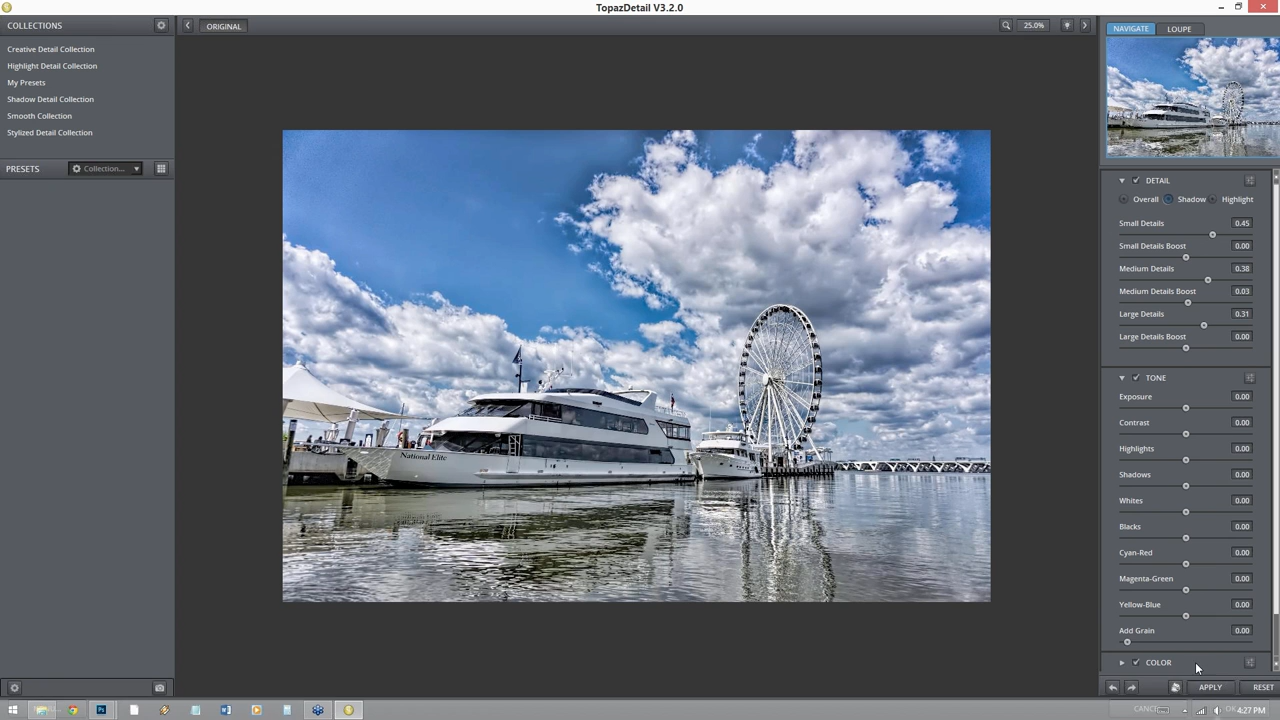 TopazDetail V3.2.0
COLLECTIONS
ORIGINAL
25.0%
NAVIGATE
LOUPE
Creative Detail Collection
Highlight Detail Collection
My Presets
Shadow Detail Collection
Smooth Collection
Stylized Detail Collection
PRESETS
Collection...
DETAIL
Overall
Shadow
Highlight
Small Details 0.45
Small Details Boost 0.00
Medium Details 0.38
Medium Details Boost 0.03
Large Details 0.31
Large Details Boost 0.00
TONE
Exposure 0.00
Contrast 0.00
Highlights 0.00
Shadows 0.00
Whites 0.00
Blacks 0.00
Cyan-Red 0.00
Magenta-Green 0.00
Yellow-Blue 0.00
Add Grain 0.00
COLOR
APPLY
RESET
National Elite
4:27 PM